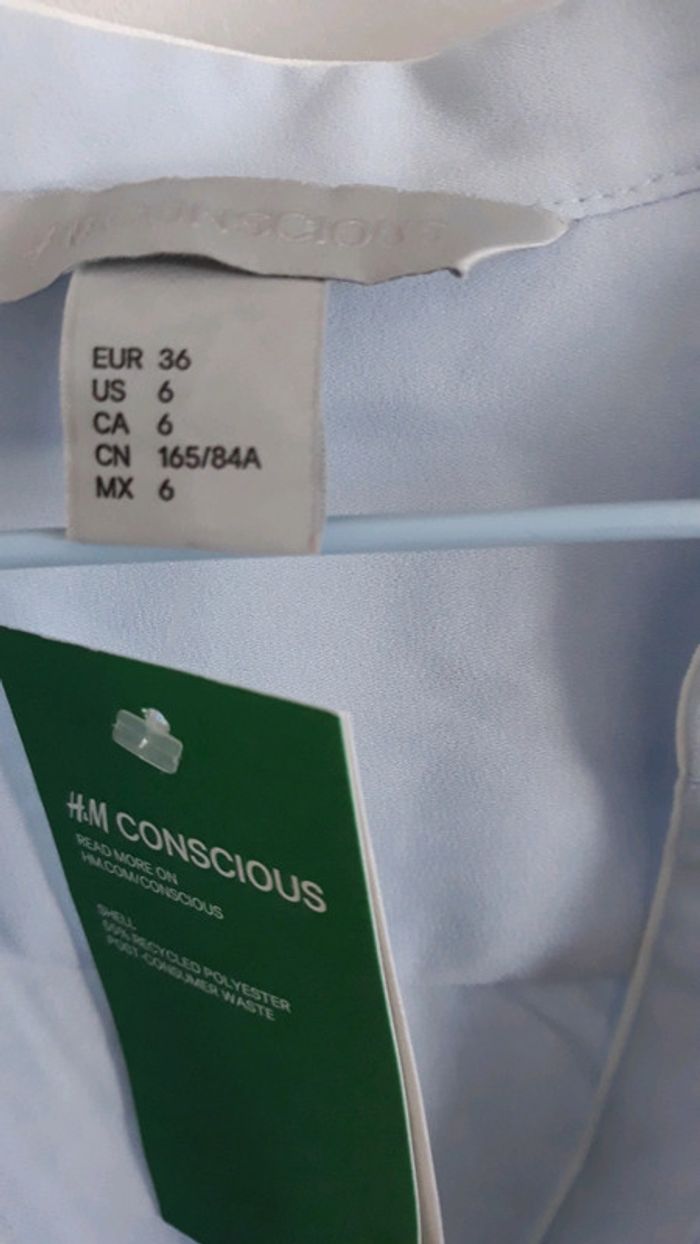 H&M CONSCIOUS
EUR 36
US 6
CA 6
CN 165/84A
MX 6
H&M CONSCIOUS
READ MORE ON
HM.COM/CONSCIOUS
SHELL
RECYCLED POLYESTER
POST-CONSUMER WASTE